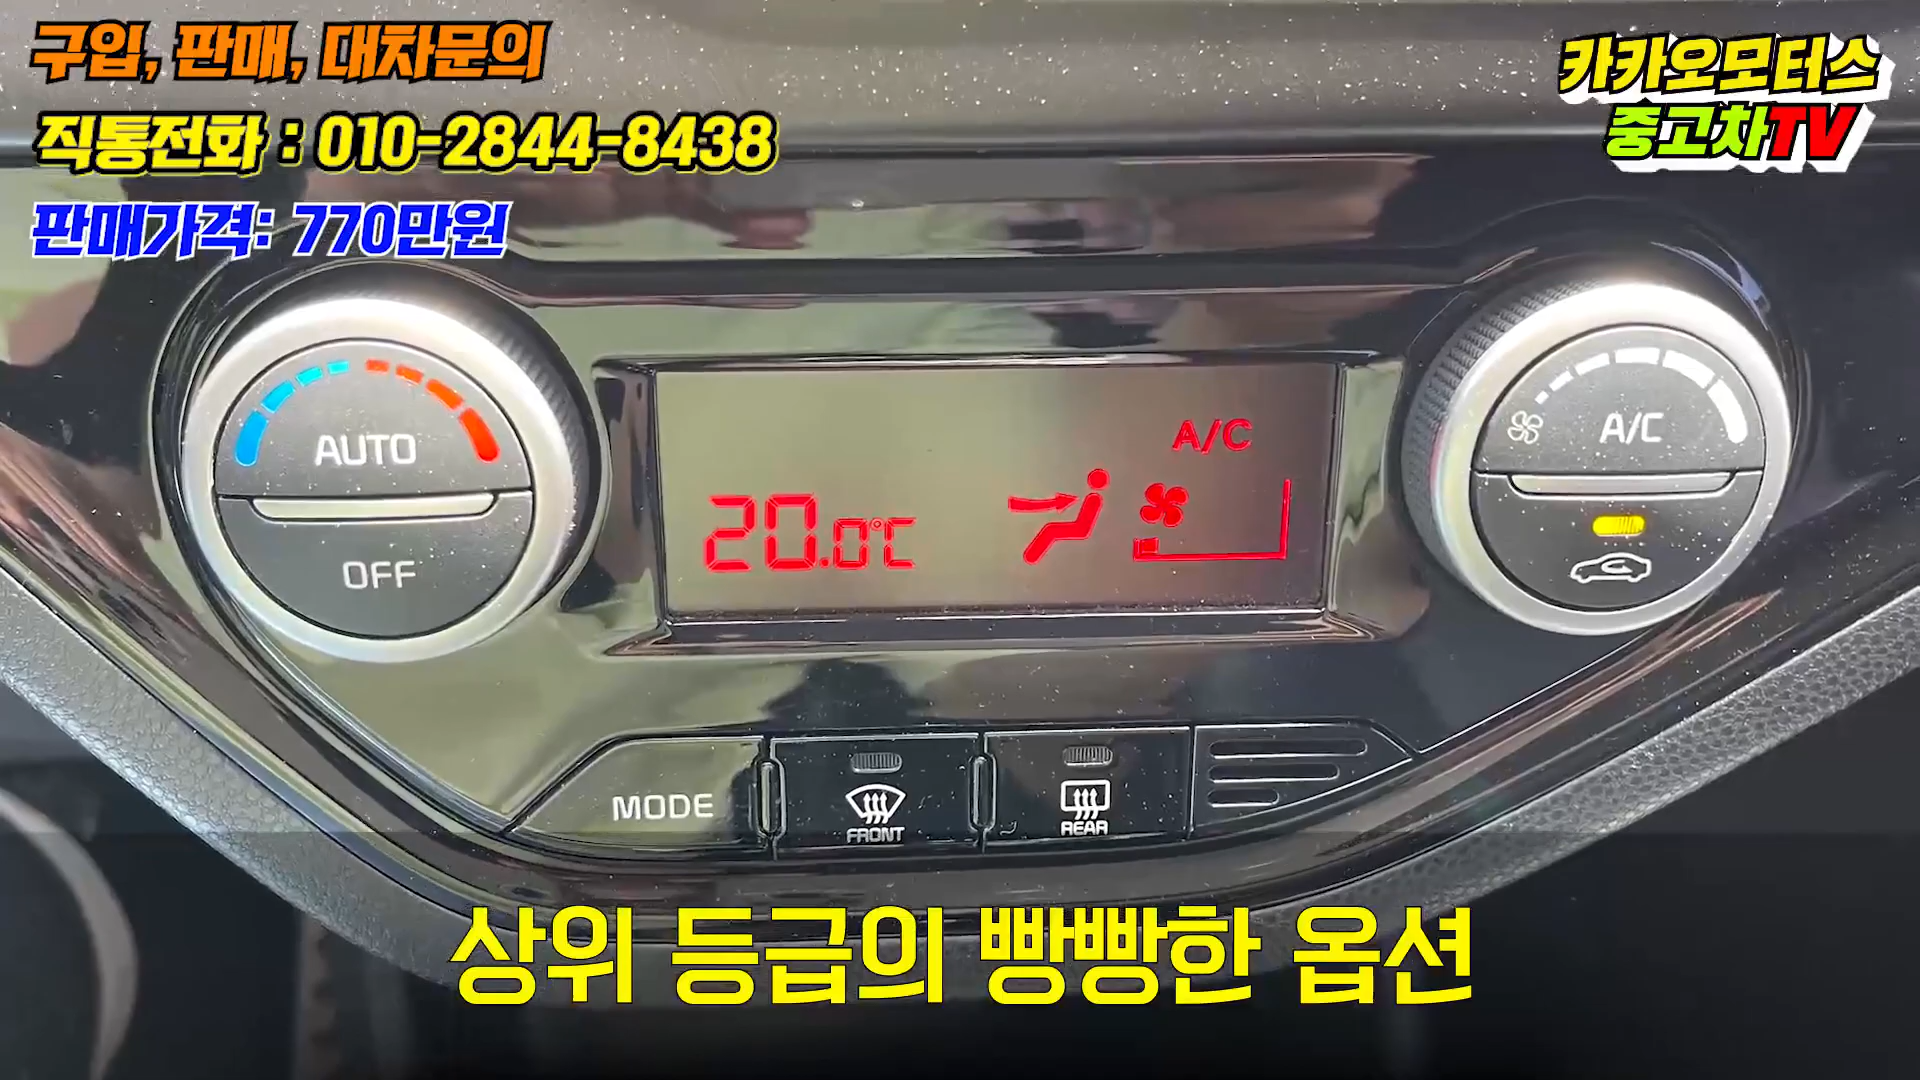 구입, 판매, 대차문의
직통전화 : 010-2844-8438
판매가격: 770만원
카카오모터스
중고차TV
AUTO
OFF
A/C
20.0°C
A/C
MODE
FRONT
REAR
상위 등급의 빵빵한 옵션